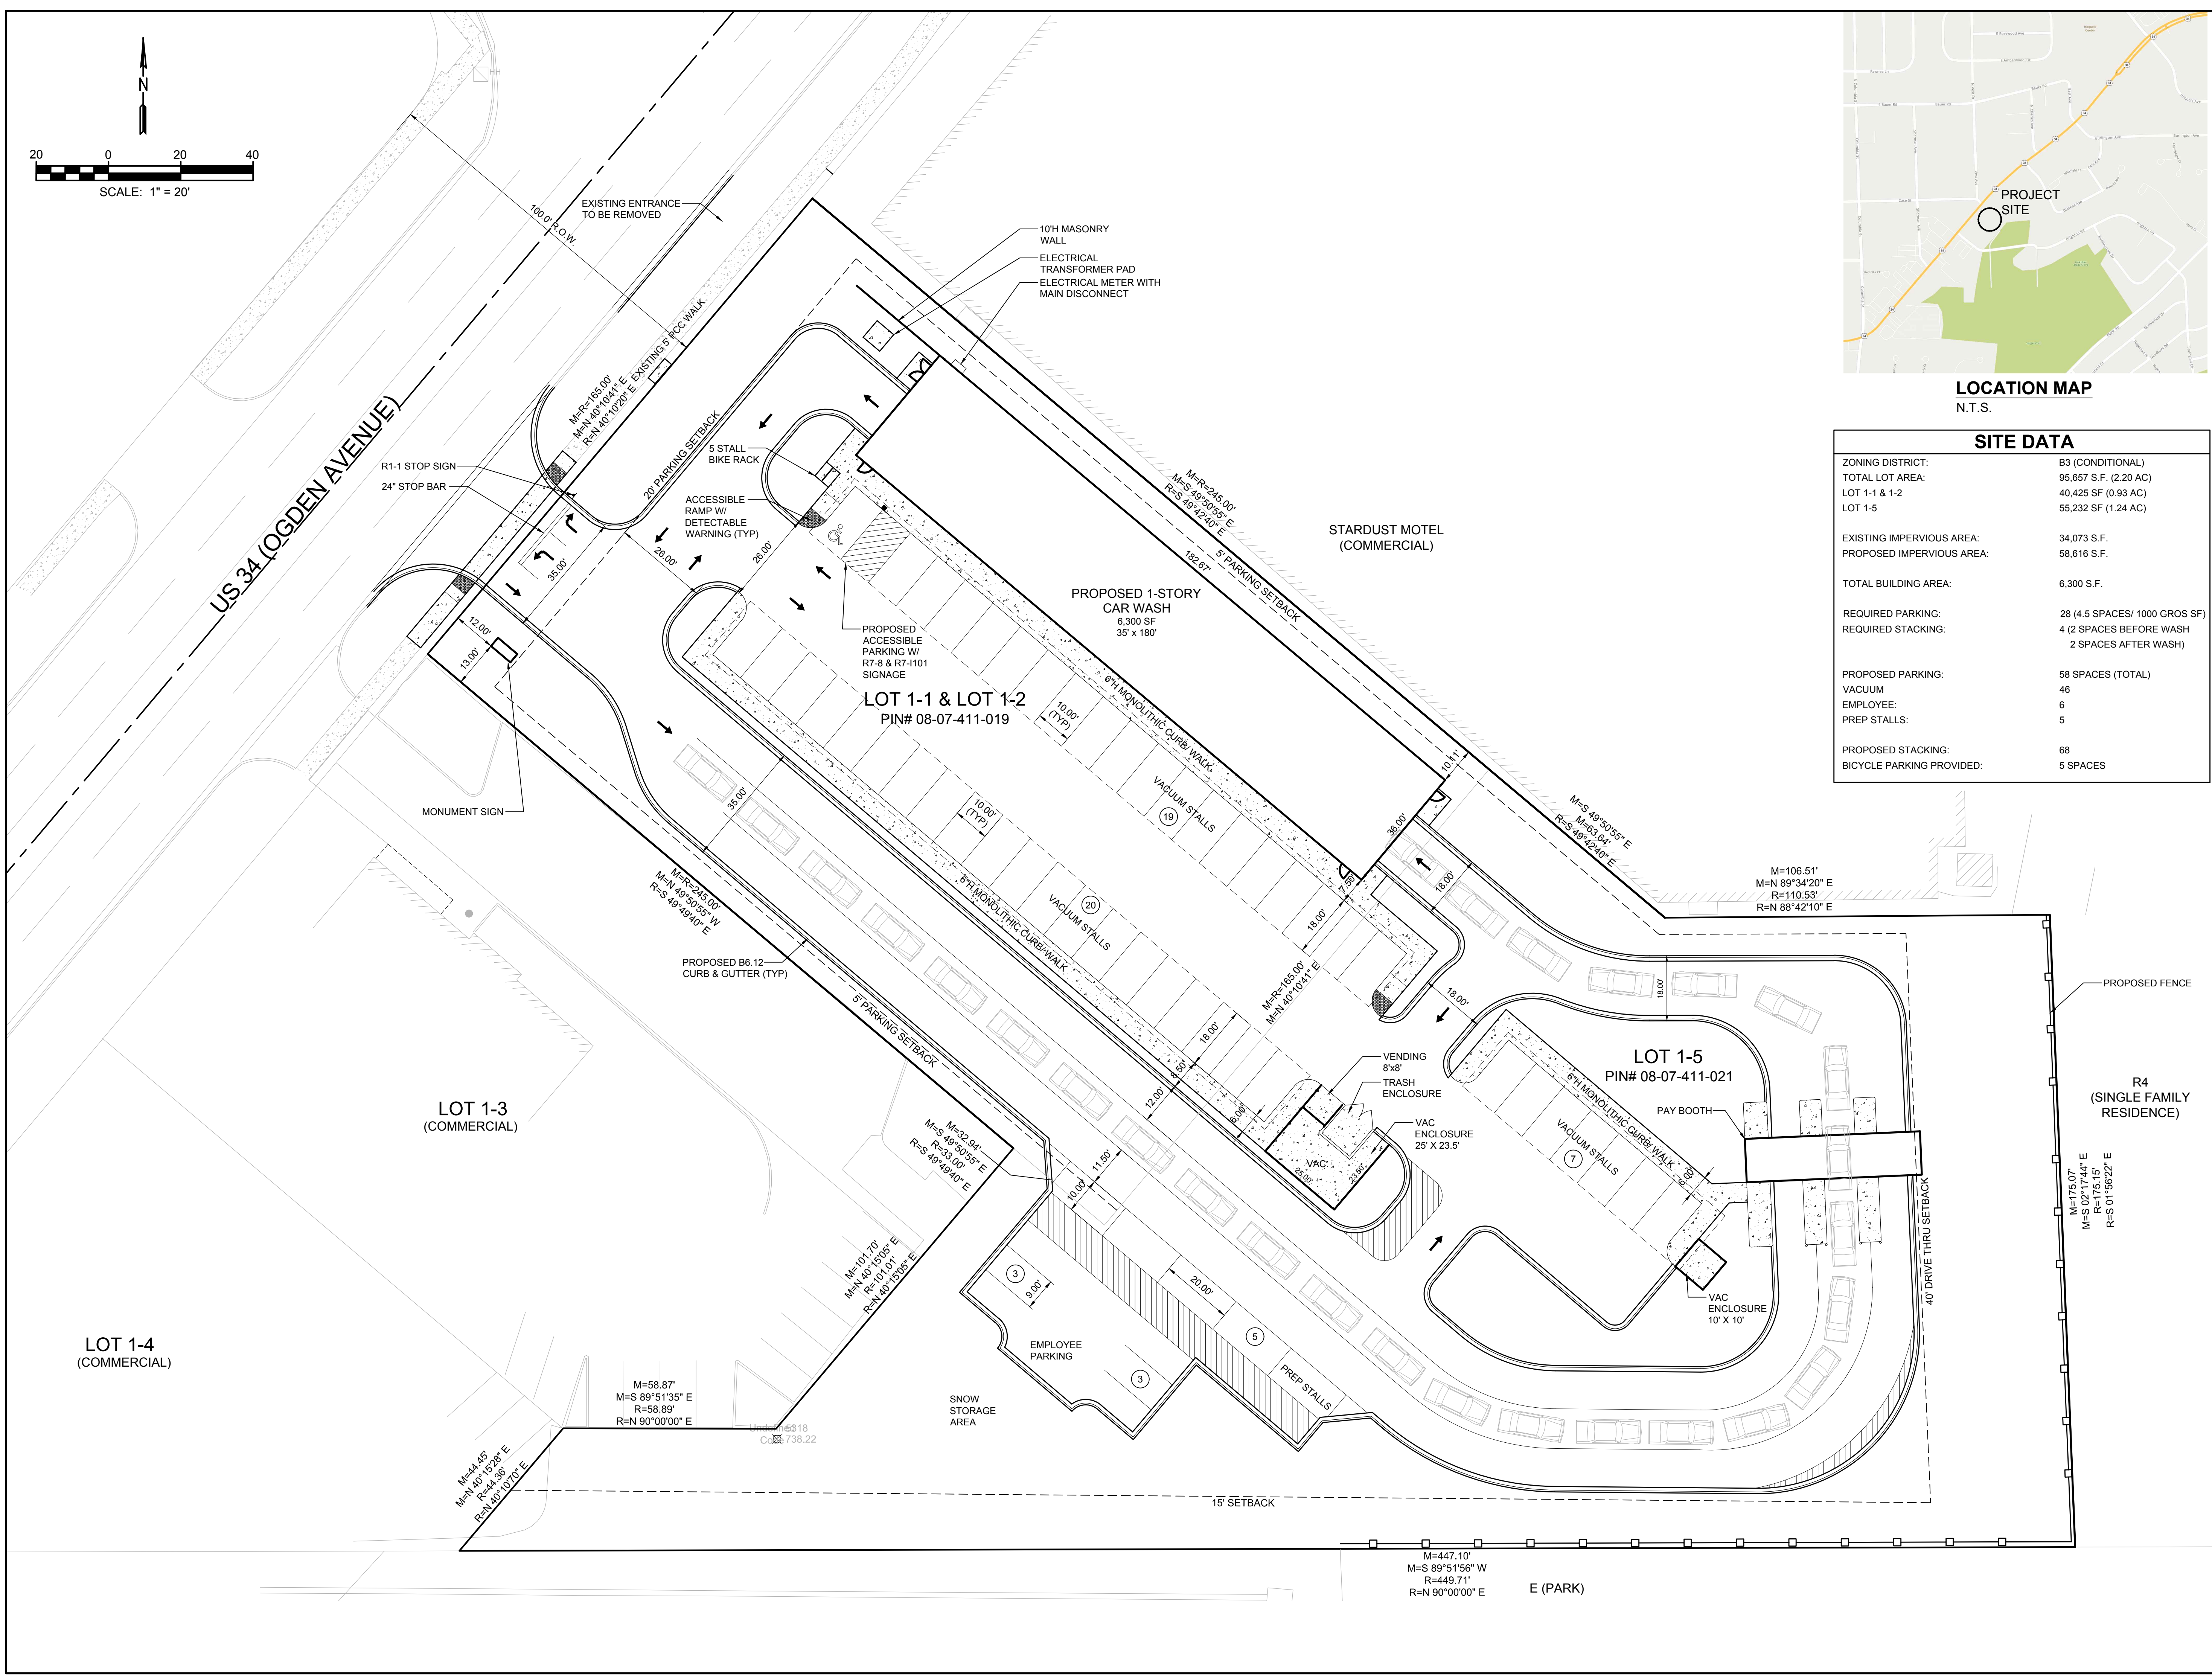 N
20 0 20 40
SCALE: 1" = 20'
HH
100.0' R.O.W.
EXISTING ENTRANCE
TO BE REMOVED
US 34 (OGDEN AVENUE)
M=R=165.00'
M=N 40°10'41" E
R=N 40°10'20" E
EXISTING 5' PCC WALK
20' PARKING SETBACK
10'H MASONRY
WALL
ELECTRICAL
TRANSFORMER PAD
ELECTRICAL METER WITH
MAIN DISCONNECT
R1-1 STOP SIGN
24" STOP BAR
5 STALL
BIKE RACK
ACCESSIBLE
RAMP W/
DETECTABLE
WARNING (TYP)
35.00'
26.00'
26.00'
12.00'
13.00'
MONUMENT SIGN
PROPOSED
ACCESSIBLE
PARKING W/
R7-8 & R7-I101
SIGNAGE
M=R=245.00'
M=S 49°50'55" E
R=S 49°42'40" E
182.67'
5' PARKING SETBACK
STARDUST MOTEL
(COMMERCIAL)
PROPOSED 1-STORY
CAR WASH
6,300 SF
35' x 180'
LOT 1-1 & LOT 1-2
PIN# 08-07-411-019
6"H MONOLITHIC CURB/WALK
10.00'
(TYP)
VACUUM STALLS
19
10.00'
(TYP)
VACUUM STALLS
20
6"H MONOLITHIC CURB/WALK
35.00'
M=R=245.00'
M=N 49°50'55" W
R=S 49°49'40" E
PROPOSED B6.12
CURB & GUTTER (TYP)
5' PARKING SETBACK
10.11'
36.00'
7.50'
18.00'
18.00'
M=S 49°50'55" E
M=63.64'
R=S 49°42'40" E
M=106.51'
M=N 89°34'20" E
R=110.53'
R=N 88°42'10" E
M=R=165.00'
M=N 40°10'41" E
18.00'
18.00'
18.00'
8.50'
12.00'
6.00'
PROPOSED FENCE
VENDING
8'x8'
TRASH
ENCLOSURE
VAC
ENCLOSURE
25' X 23.5'
VAC
25.00'
23.50'
LOT 1-5
PIN# 08-07-411-021
6"H MONOLITHIC CURB/WALK
PAY BOOTH
VACUUM STALLS
7
6.00'
VAC
ENCLOSURE
10' X 10'
40' DRIVE THRU SETBACK
R4
(SINGLE FAMILY
RESIDENCE)
M=175.07'
M=S 02°17'44" E
R=175.15'
R=S 01°56'22" E
LOT 1-3
(COMMERCIAL)
LOT 1-4
(COMMERCIAL)
M=32.94'
M=S 49°50'55" E
R=33.00'
R=S 49°49'40" E
11.50'
10.00'
M=101.70'
M=N 40°15'05" E
R=101.01'
R=N 40°15'05" E
3
9.00'
EMPLOYEE
PARKING
3
20.00'
5
PREP STALLS
SNOW
STORAGE
AREA
M=58.87'
M=S 89°51'35" E
R=58.89'
R=N 90°00'00" E
738.22
M=44.45'
M=N 40°15'28" E
R=44.36'
R=N 40°10'70" E
15' SETBACK
M=447.10'
M=S 89°51'56" W
R=449.71'
R=N 90°00'00" E
E (PARK)
PROJECT
SITE
LOCATION MAP
N.T.S.
SITE DATA
ZONING DISTRICT: B3 (CONDITIONAL)
TOTAL LOT AREA: 95,657 S.F. (2.20 AC)
LOT 1-1 & 1-2 40,425 SF (0.93 AC)
LOT 1-5 55,232 SF (1.24 AC)
EXISTING IMPERVIOUS AREA: 34,073 S.F.
PROPOSED IMPERVIOUS AREA: 58,616 S.F.
TOTAL BUILDING AREA: 6,300 S.F.
REQUIRED PARKING: 28 (4.5 SPACES/ 1000 GROS SF)
REQUIRED STACKING: 4 (2 SPACES BEFORE WASH
2 SPACES AFTER WASH)
PROPOSED PARKING: 58 SPACES (TOTAL)
VACUUM 46
EMPLOYEE: 6
PREP STALLS: 5
PROPOSED STACKING: 68
BICYCLE PARKING PROVIDED: 5 SPACES